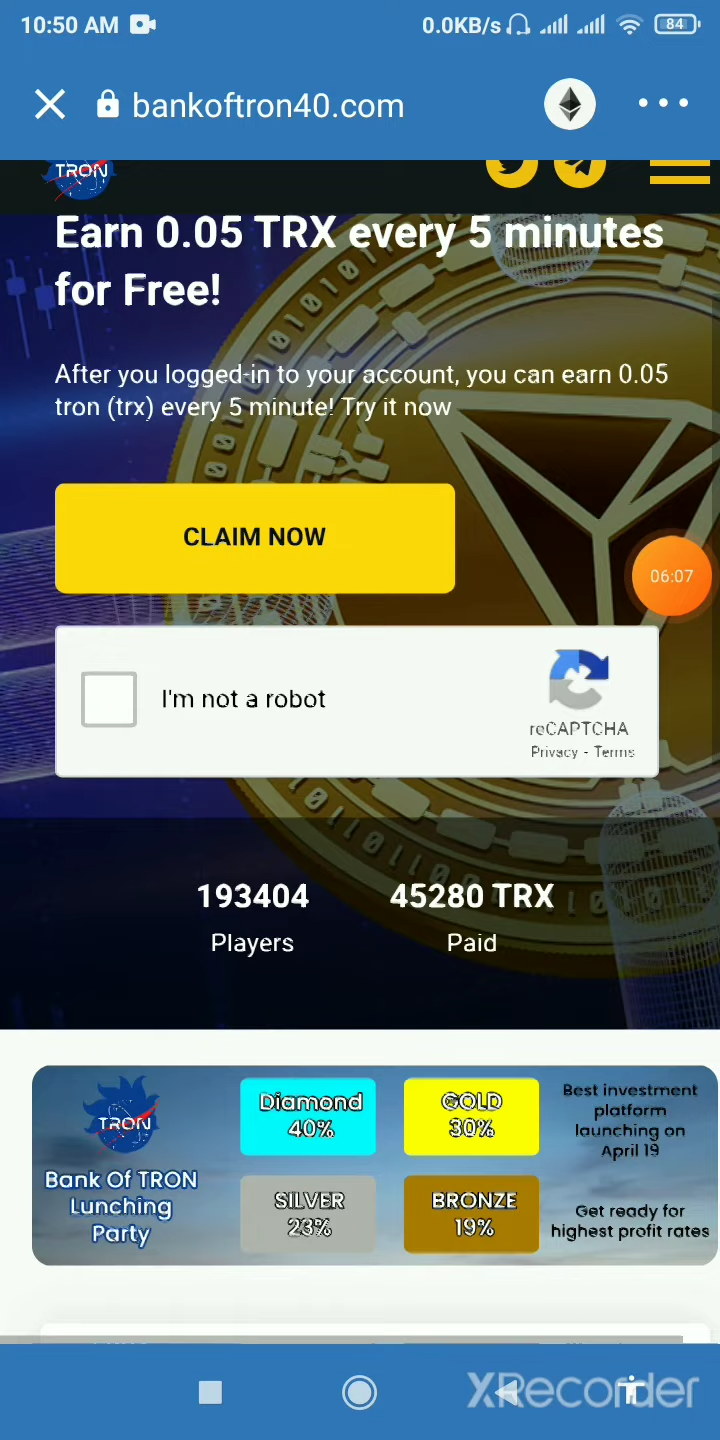 10:50 AM
0.0KB/s
84
bankoftron40.com
TRON
Earn 0.05 TRX every 5 minutes
for Free!
After you logged-in to your account, you can earn 0.05
tron (trx) every 5 minute! Try it now
CLAIM NOW
06:07
I'm not a robot
reCAPTCHA
Privacy - Terms
193404
Players
45280 TRX
Paid
TRON
Bank Of TRON
Lunching
Party
Diamond
40%
GOLD
30%
SILVER
23%
BRONZE
19%
Best investment
platform
launching on
April 19
Get ready for
highest profit rates
XRecorder